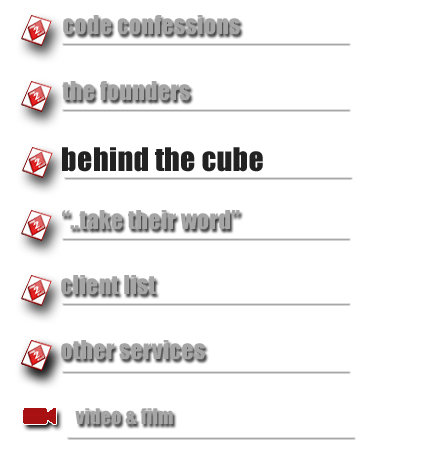 code confessions
the founders
behind the cube
“..take their word”
client list
other services
video & film